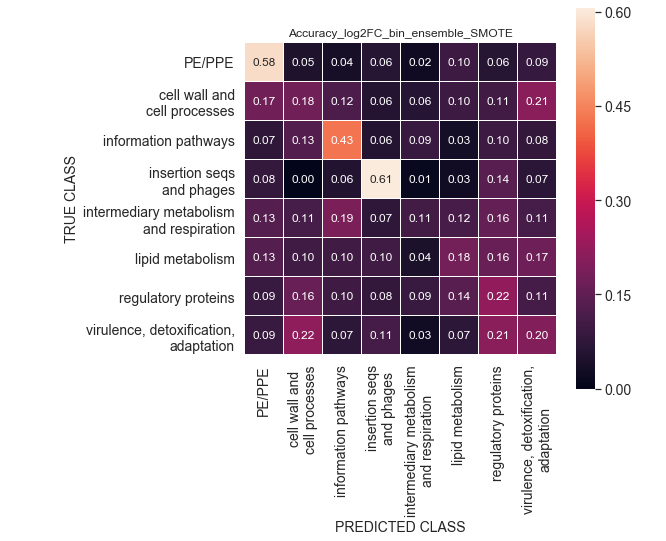 Accuracy_log2FC_bin_ensemble_SMOTE
TRUE CLASS
PE/PPE
0.58 0.05 0.04 0.06 0.02 0.10 0.06 0.09
cell wall and
cell processes
0.17 0.18 0.12 0.06 0.06 0.10 0.11 0.21
information pathways
0.07 0.13 0.43 0.06 0.09 0.03 0.10 0.08
insertion seqs
and phages
0.08 0.00 0.06 0.61 0.01 0.03 0.14 0.07
intermediary metabolism
and respiration
0.13 0.11 0.19 0.07 0.11 0.12 0.16 0.11
lipid metabolism
0.13 0.10 0.10 0.10 0.04 0.18 0.16 0.17
regulatory proteins
0.09 0.16 0.10 0.08 0.09 0.14 0.22 0.11
virulence, detoxification,
adaptation
0.09 0.22 0.07 0.11 0.03 0.07 0.21 0.20
PE/PPE
cell wall and
cell processes
information pathways
insertion seqs
and phages
intermediary metabolism
and respiration
lipid metabolism
regulatory proteins
virulence, detoxification,
adaptation
PREDICTED CLASS
0.60
0.45
0.30
0.15
0.00